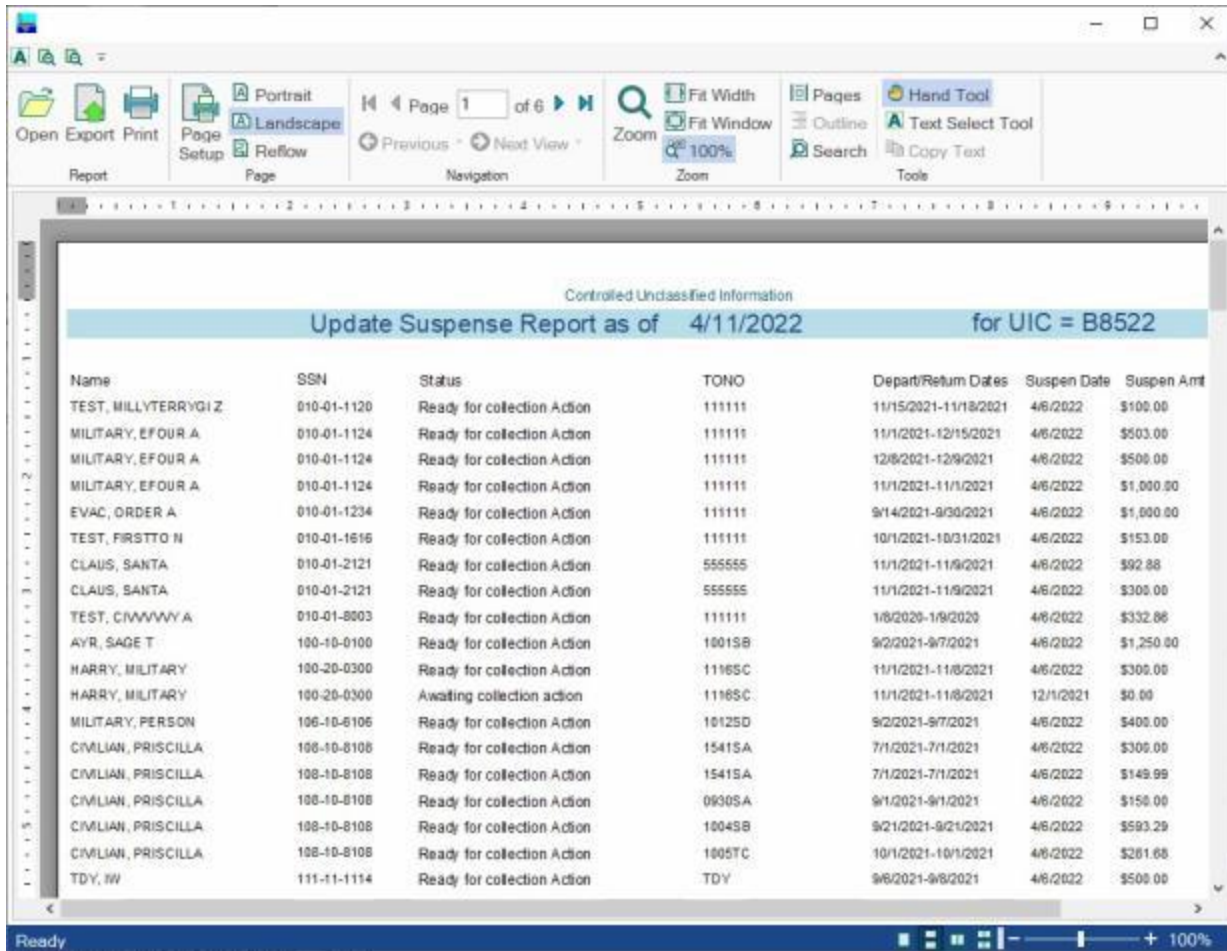 Open Export Print Page Setup Portrait Landscape Reflow Page 1 of 6 Previous Next View Zoom Fit Width Fit Window 100% Pages Outline Search Hand Tool Text Select Tool Copy Text
Report Page Navigation Zoom Tools
Controlled Unclassified Information
Update Suspense Report as of 4/11/2022 for UIC = B8522
Name SSN Status TONO Depart/Return Dates Suspen Date Suspen Amt
TEST, MILLYTERRYGI Z 010-01-1120 Ready for collection Action 111111 11/15/2021-11/18/2021 4/6/2022 $100.00
MILITARY, EFOUR A 010-01-1124 Ready for collection Action 111111 11/1/2021-12/15/2021 4/6/2022 $503.00
MILITARY, EFOUR A 010-01-1124 Ready for collection Action 111111 12/8/2021-12/9/2021 4/6/2022 $500.00
MILITARY, EFOUR A 010-01-1124 Ready for collection Action 111111 11/1/2021-11/1/2021 4/6/2022 $1,000.00
EVAC, ORDER A 010-01-1234 Ready for collection Action 111111 9/14/2021-9/30/2021 4/6/2022 $1,000.00
TEST, FIRSTTO N 010-01-1616 Ready for collection Action 111111 10/1/2021-10/31/2021 4/6/2022 $153.00
CLAUS, SANTA 010-01-2121 Ready for collection Action 555555 11/1/2021-11/9/2021 4/6/2022 $92.88
CLAUS, SANTA 010-01-2121 Ready for collection Action 555555 11/1/2021-11/9/2021 4/6/2022 $300.00
TEST, A 010-01-8003 Ready for collection Action 111111 1/8/2020-1/9/2020 4/6/2022 $332.86
AYR, SAGE T 100-10-0100 Ready for collection Action 1001SB 9/2/2021-9/7/2021 4/6/2022 $1,250.00
HARRY, MILITARY 100-20-0300 Ready for collection Action 1116SC 11/1/2021-11/8/2021 4/6/2022 $300.00
HARRY, MILITARY 100-20-0300 Awaiting collection action 1116SC 11/1/2021-11/8/2021 12/1/2021 $0.00
MILITARY, PERSON 106-10-6106 Ready for collection Action 1012SD 9/2/2021-9/7/2021 4/6/2022 $400.00
CIVILIAN, PRISCILLA 108-10-8108 Ready for collection Action 1541SA 7/1/2021-7/1/2021 4/6/2022 $300.00
CIVILIAN, PRISCILLA 108-10-8108 Ready for collection Action 1541SA 7/1/2021-7/1/2021 4/6/2022 $149.99
CIVILIAN, PRISCILLA 108-10-8108 Ready for collection Action 0930SA 9/1/2021-9/1/2021 4/6/2022 $150.00
CIVILIAN, PRISCILLA 108-10-8108 Ready for collection Action 1004SB 9/21/2021-9/21/2021 4/6/2022 $593.29
CIVILIAN, PRISCILLA 108-10-8108 Ready for collection Action 1005TC 10/1/2021-10/1/2021 4/6/2022 $281.68
TDY, IW 111-11-1114 Ready for collection Action TDY 9/6/2021-9/8/2021 4/6/2022 $500.00
Ready 100%